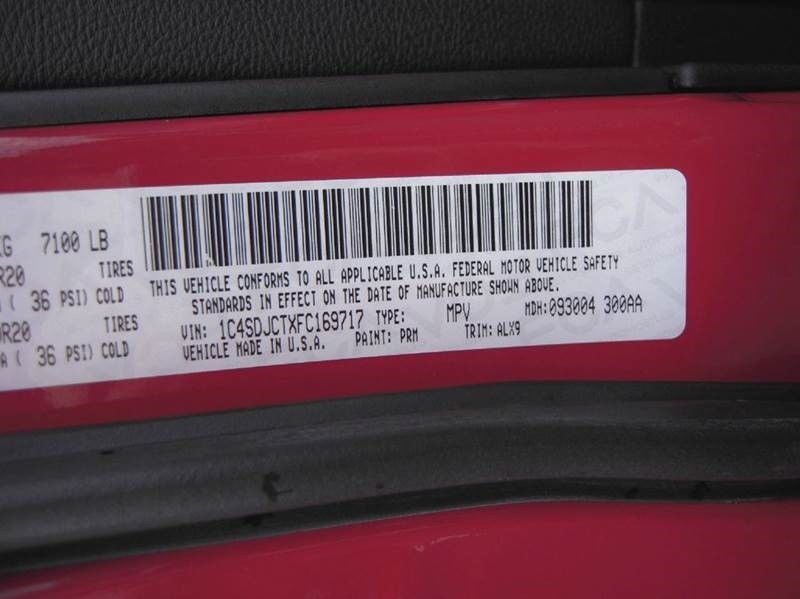 KG 7100 LB
R20 TIRES
A ( 36 PSI) COLD
R20 TIRES
A ( 36 PSI) COLD
THIS VEHICLE CONFORMS TO ALL APPLICABLE U.S.A. FEDERAL MOTOR VEHICLE SAFETY
STANDARDS IN EFFECT ON THE DATE OF MANUFACTURE SHOWN ABOVE.
VIN: 1C4SDJCTXFC169717 TYPE: MPV MDH:093004 300AA
VEHICLE MADE IN U.S.A. PAINT: PRM TRIM: ALX9